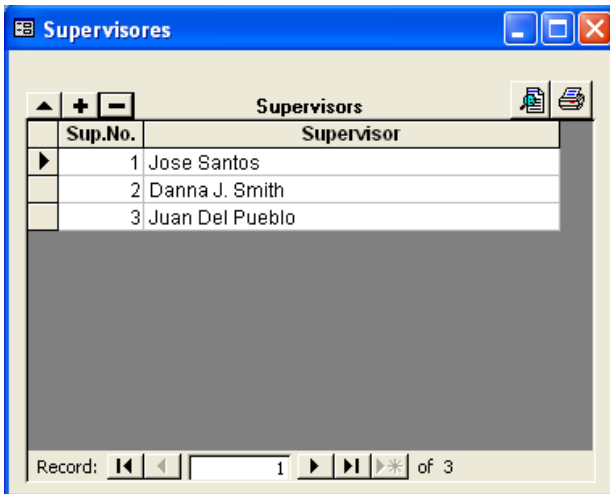 Supervisores
Supervisors
Sup.No. Supervisor
1 Jose Santos
2 Danna J. Smith
3 Juan Del Pueblo
Record: 1 of 3